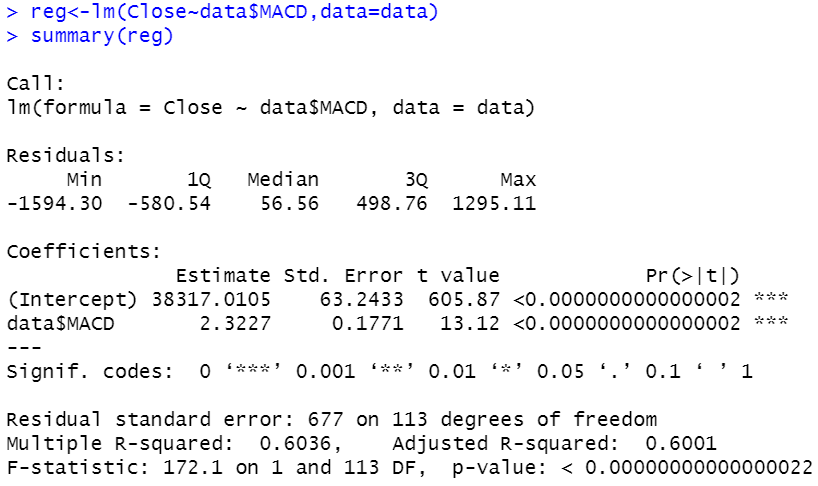 > reg<-lm(Close~data$MACD,data=data)
> summary(reg)
Call:
lm(formula = Close ~ data$MACD, data = data)
Residuals:
     Min       1Q   Median       3Q      Max
-1594.30  -580.54    56.56   498.76  1295.11
Coefficients:
              Estimate Std. Error t value            Pr(>|t|)
(Intercept) 38317.0105    63.2433  605.87 <0.0000000000000002 ***
data$MACD       2.3227     0.1771   13.12 <0.0000000000000002 ***
---
Signif. codes:  0 ‘***’ 0.001 ‘**’ 0.01 ‘*’ 0.05 ‘.’ 0.1 ‘ ’ 1
Residual standard error: 677 on 113 degrees of freedom
Multiple R-squared:  0.6036,    Adjusted R-squared:  0.6001
F-statistic: 172.1 on 1 and 113 DF,  p-value: < 0.00000000000000022